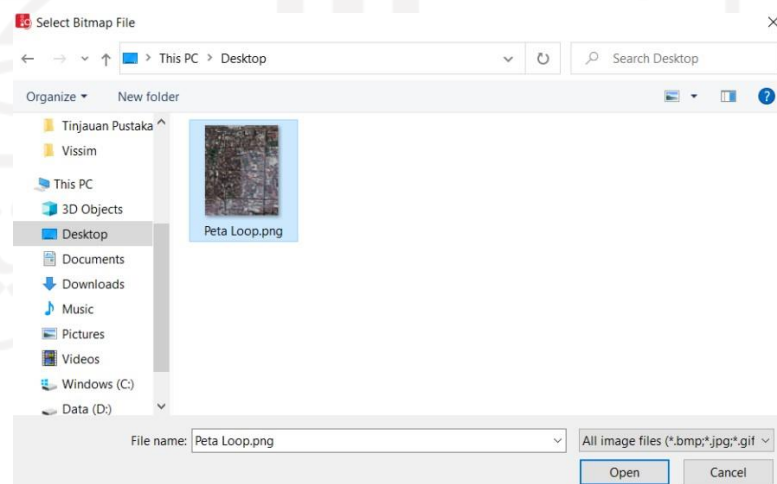 Select Bitmap File
This PC > Desktop
Search Desktop
Organize
New folder
Tinjauan Pustaka
Vissim
This PC
3D Objects
Desktop
Documents
Downloads
Music
Pictures
Videos
Windows (C:)
Data (D:)
Peta Loop.png
File name: Peta Loop.png
All image files (*.bmp;*.jpg;*.gif
Open
Cancel